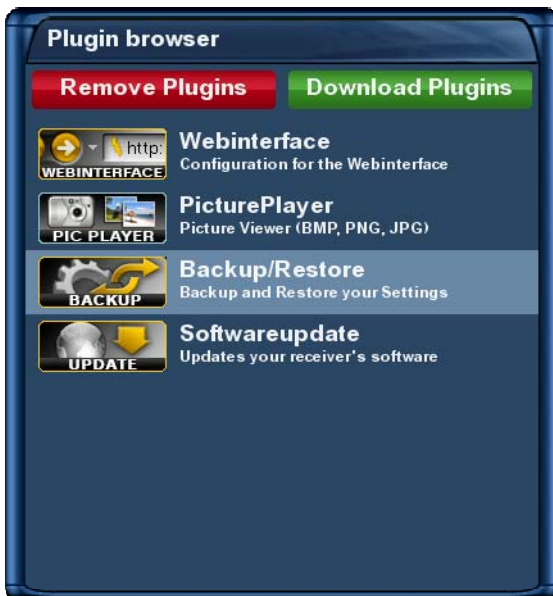 Plugin browser
Remove Plugins Download Plugins
http:
WEBINTERFACE
Webinterface
Configuration for the Webinterface
PIC PLAYER
PicturePlayer
Picture Viewer (BMP, PNG, JPG)
BACKUP
Backup/Restore
Backup and Restore your Settings
UPDATE
Softwareupdate
Updates your receiver's software